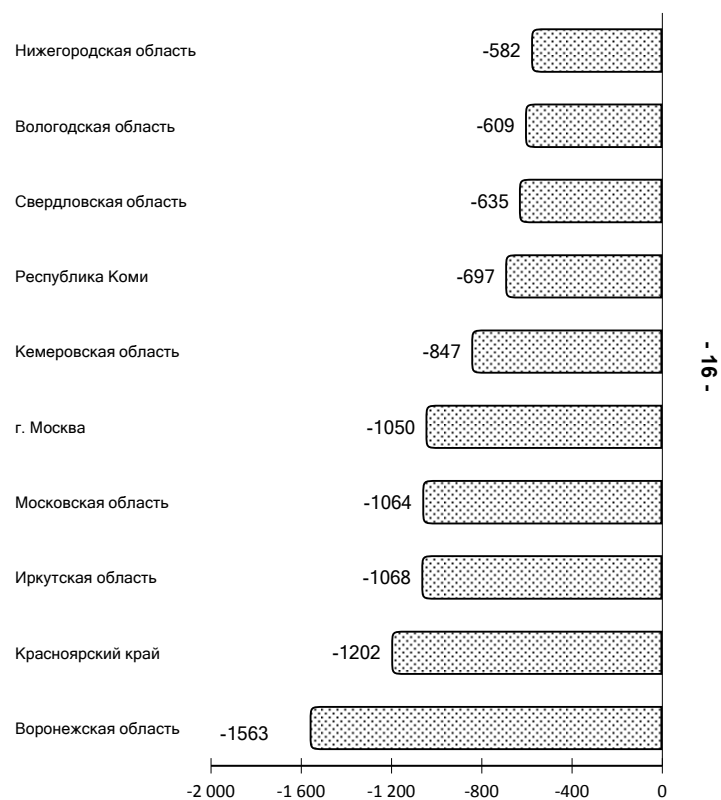 Нижегородская область -582
Вологодская область -609
Свердловская область -635
Республика Коми -697
Кемеровская область -847
г. Москва -1050
Московская область -1064
Иркутская область -1068
Красноярский край -1202
Воронежская область -1563
-2 000 -1 600 -1 200 -800 -400 0
- 16 -